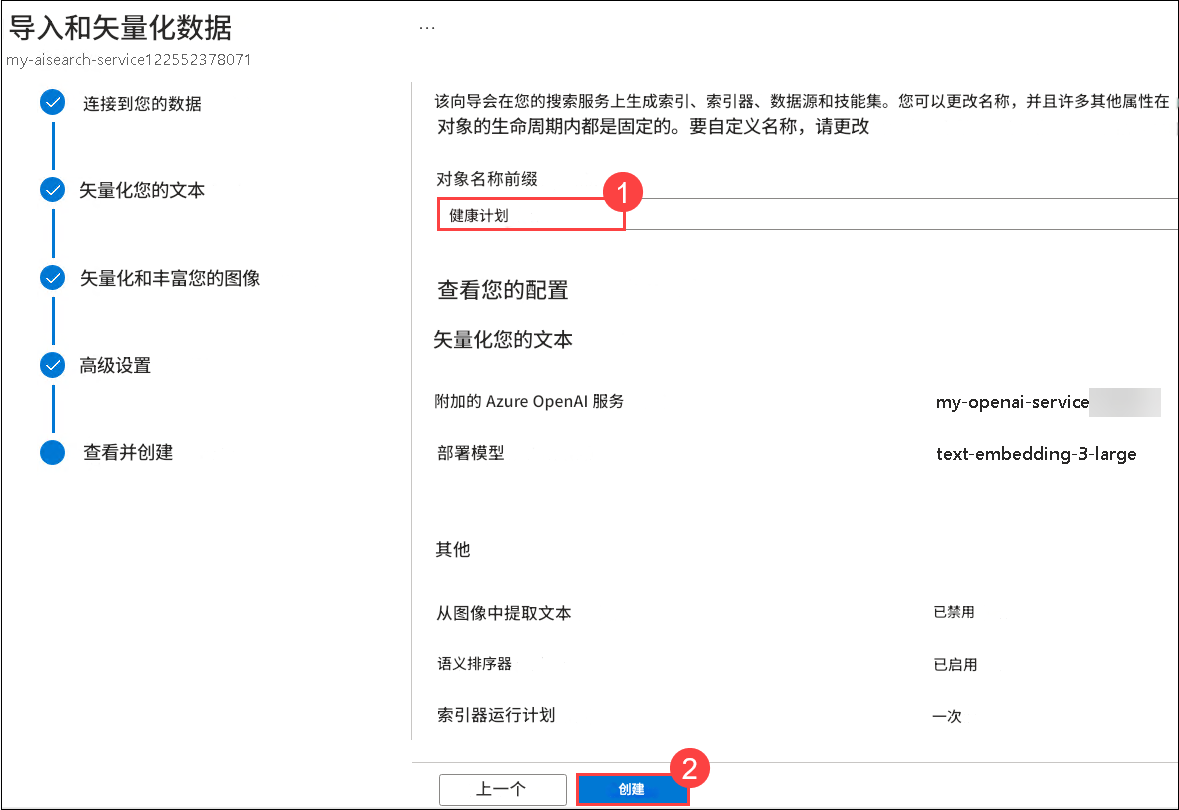 导入和矢量化数据
...
my-aisearch-service122552378071
连接到您的数据
矢量化您的文本
矢量化和丰富您的图像
高级设置
查看并创建
该向导会在您的搜索服务上生成索引、索引器、数据源和技能集。您可以更改名称，并且许多其他属性在
对象的生命周期内都是固定的。要自定义名称，请更改
对象名称前缀
1
健康计划
查看您的配置
矢量化您的文本
附加的 Azure OpenAI 服务 my-openai-service
部署模型 text-embedding-3-large
其他
从图像中提取文本 已禁用
语义排序器 已启用
索引器运行计划 一次
2
上一个 创建